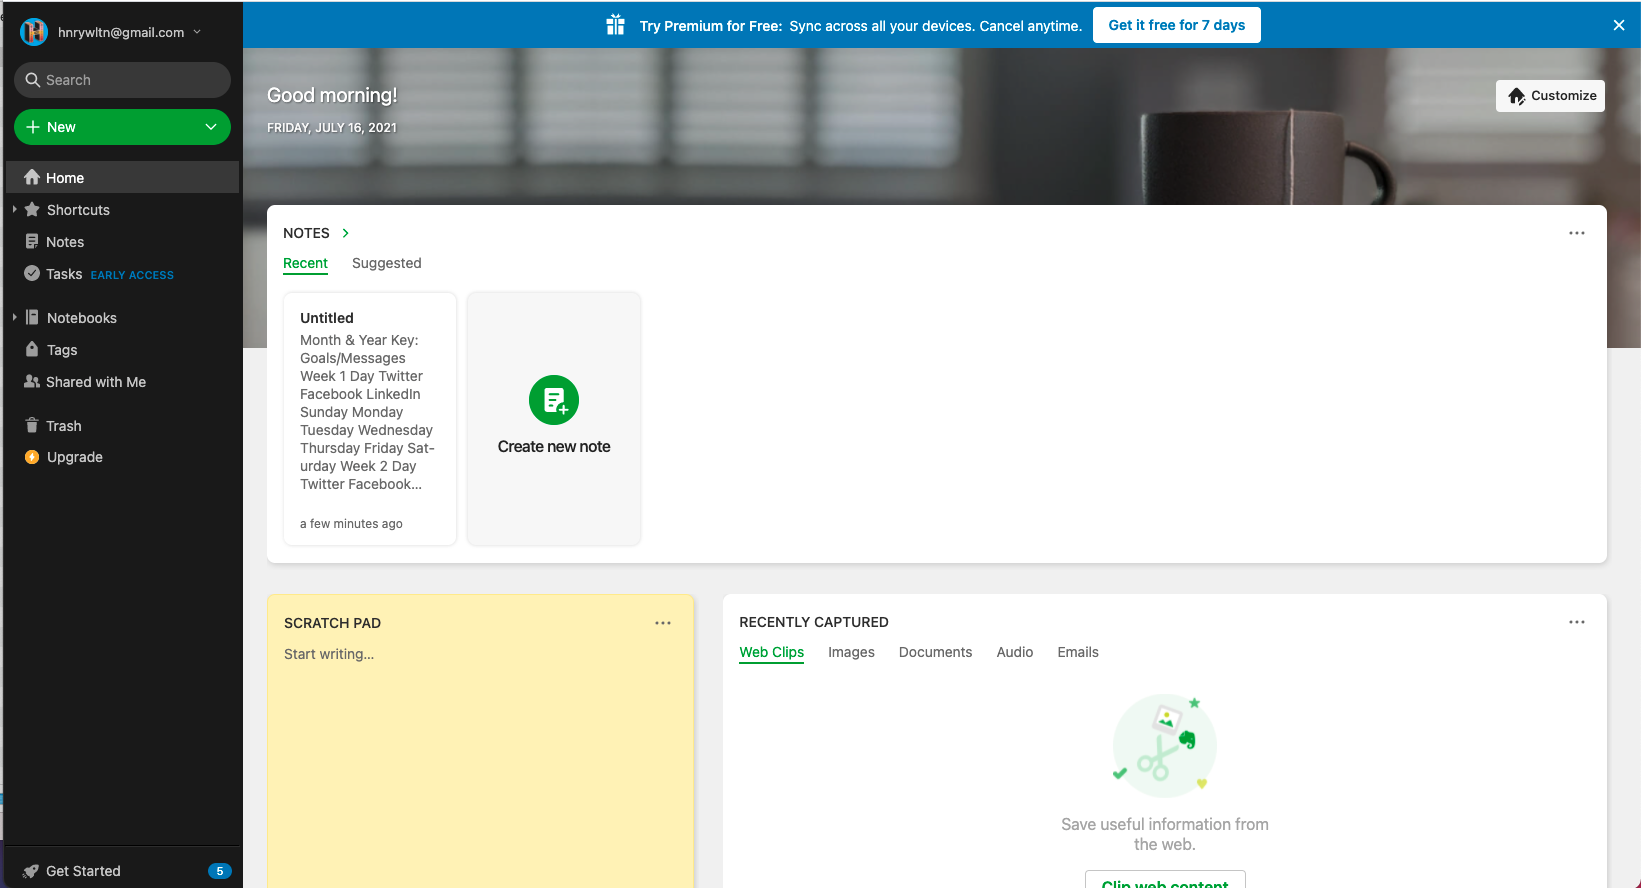 hnrywltn@gmail.com
Search
New
Home
Shortcuts
Notes
Tasks EARLY ACCESS
Notebooks
Tags
Shared with Me
Trash
Upgrade
Get Started 5
Try Premium for Free: Sync across all your devices. Cancel anytime. Get it free for 7 days
Good morning!
FRIDAY, JULY 16, 2021
Customize
NOTES
Recent Suggested
Untitled
Month & Year Key:
Goals/Messages
Week 1 Day Twitter
Facebook LinkedIn
Sunday Monday
Tuesday Wednesday
Thursday Friday Sat-
urday Week 2 Day
Twitter Facebook...
a few minutes ago
Create new note
SCRATCH PAD
Start writing...
RECENTLY CAPTURED
Web Clips Images Documents Audio Emails
Save useful information from
the web.
Clip web content